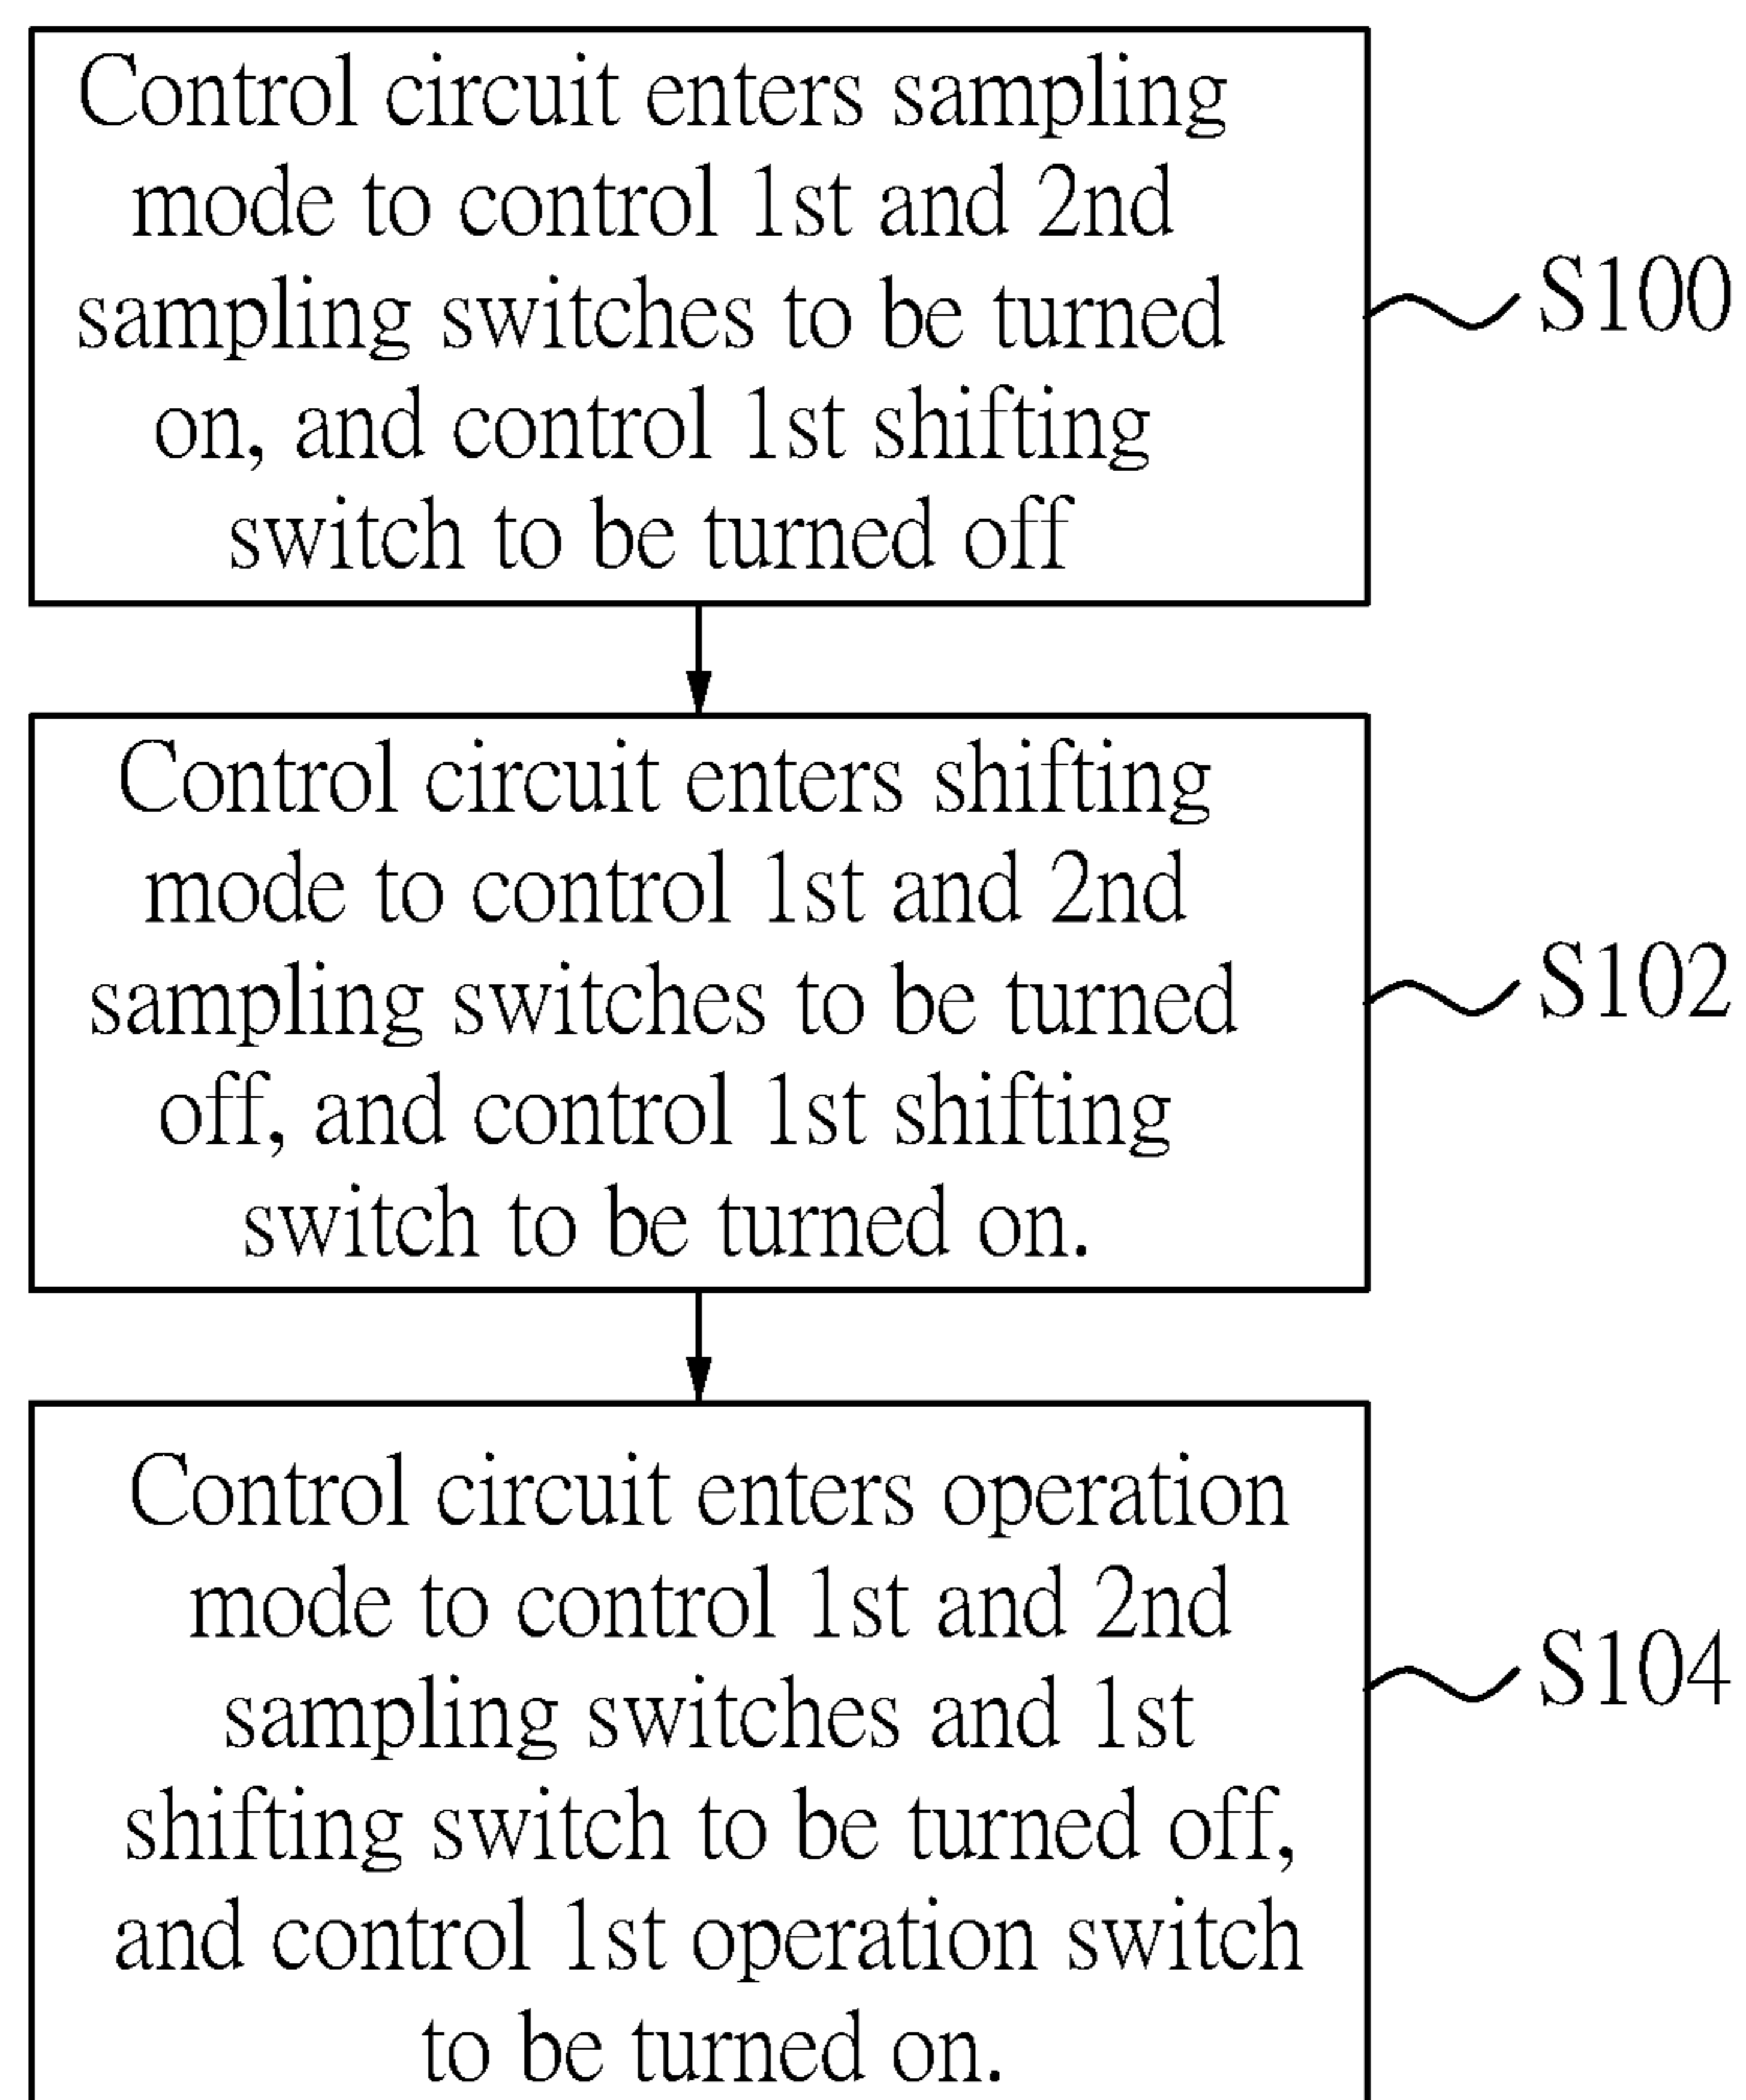 Control circuit enters sampling
mode to control 1st and 2nd
sampling switches to be turned
on, and control 1st shifting
switch to be turned off
S100
Control circuit enters shifting
mode to control 1st and 2nd
sampling switches to be turned
off, and control 1st shifting
switch to be turned on.
S102
Control circuit enters operation
mode to control 1st and 2nd
sampling switches and 1st
shifting switch to be turned off,
and control 1st operation switch
to be turned on.
S104